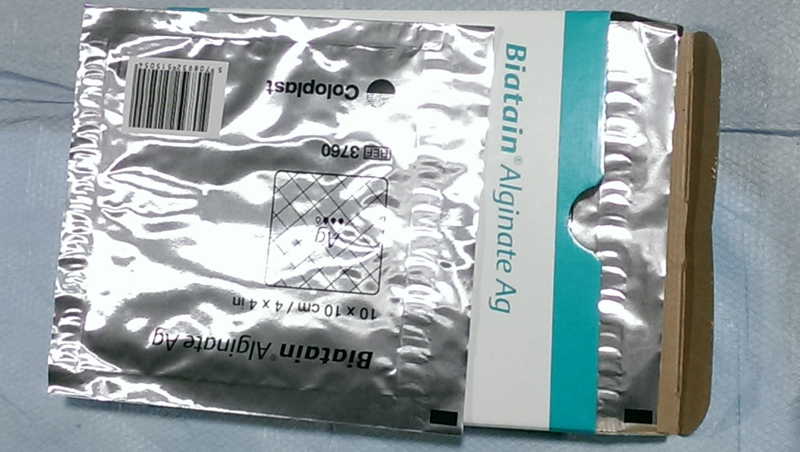 Biatain® Alginate Ag
10 x 10 cm / 4 x 4 in
Ag
REF 3760
Coloplast
Biatain® Alginate Ag